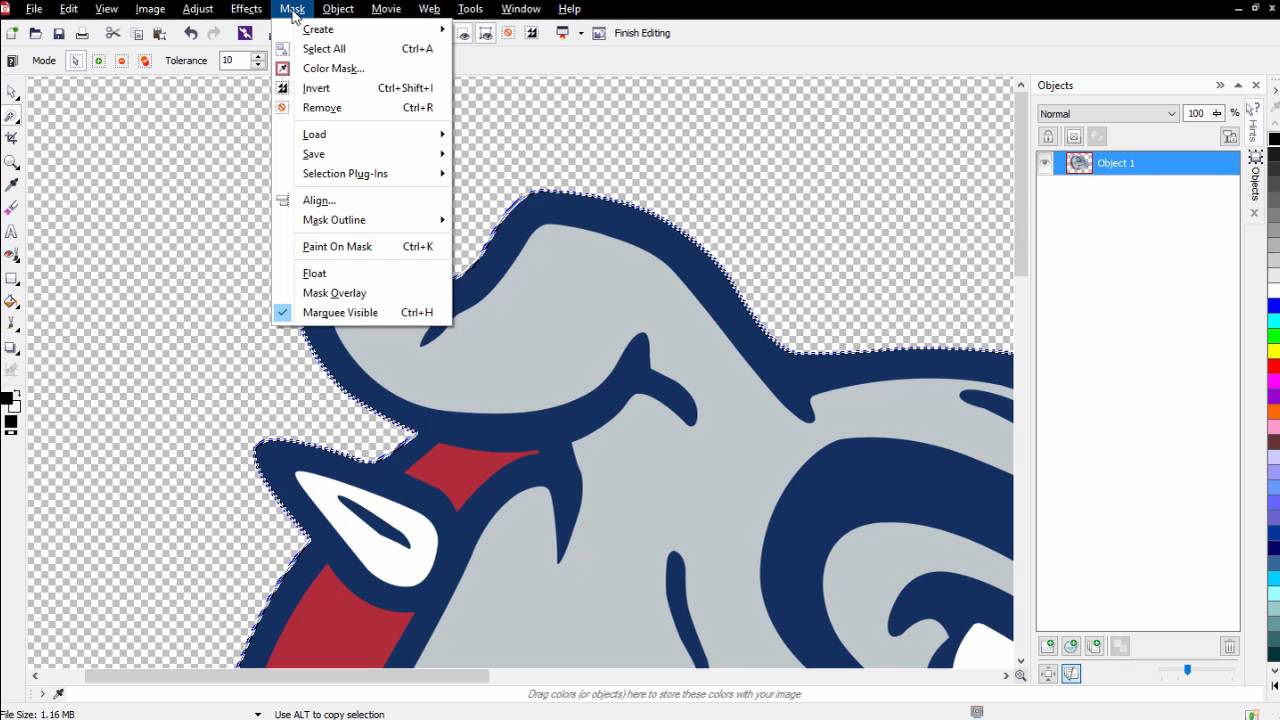 File Edit View Image Adjust Effects Mask Object Movie Web Tools Window Help
Finish Editing
Mode Tolerance 10
Create
Select All Ctrl+A
Color Mask...
Invert Ctrl+Shift+I
Remove Ctrl+R
Load
Save
Selection Plug-Ins
Align...
Mask Outline
Paint On Mask Ctrl+K
Float
Mask Overlay
Marquee Visible Ctrl+H
Objects
Normal 100 %
Object 1
Hints
Objects
Drag colors (or objects) here to store these colors with your image
File Size: 1.16 MB Use ALT to copy selection